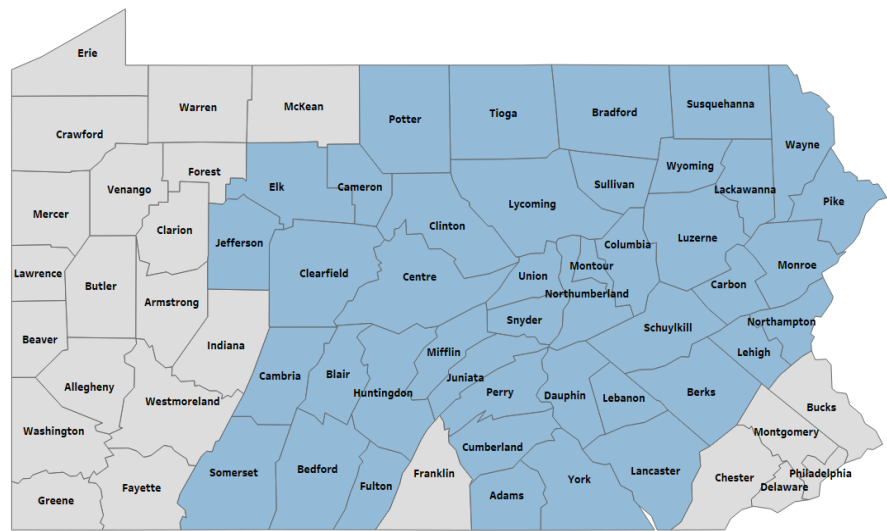 Erie
Warren
McKean
Potter
Tioga
Bradford
Susquehanna
Crawford
Wayne
Forest
Venango
Elk
Cameron
Sullivan
Wyoming
Lackawanna
Pike
Mercer
Clarion
Jefferson
Clinton
Lycoming
Columbia
Luzerne
Lawrence
Butler
Clearfield
Centre
Union
Montour
Monroe
Carbon
Armstrong
Northumberland
Beaver
Indiana
Snyder
Schuylkill
Northampton
Mifflin
Lehigh
Allegheny
Cambria
Blair
Juniata
Huntingdon
Perry
Dauphin
Lebanon
Berks
Westmoreland
Bucks
Washington
Montgomery
Cumberland
Somerset
Bedford
Franklin
Lancaster
Chester
Philadelphia
Greene
Fayette
Fulton
Adams
York
Delaware